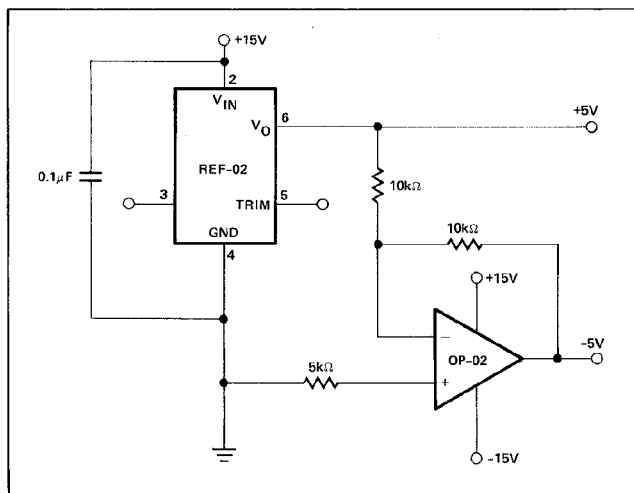 +15V
2
VIN
6
VO
+5V
0.1µF
REF-02
10kΩ
3
TRIM
5
GND
4
10kΩ
+15V
−
OP-02
-5V
5kΩ
+
-15V